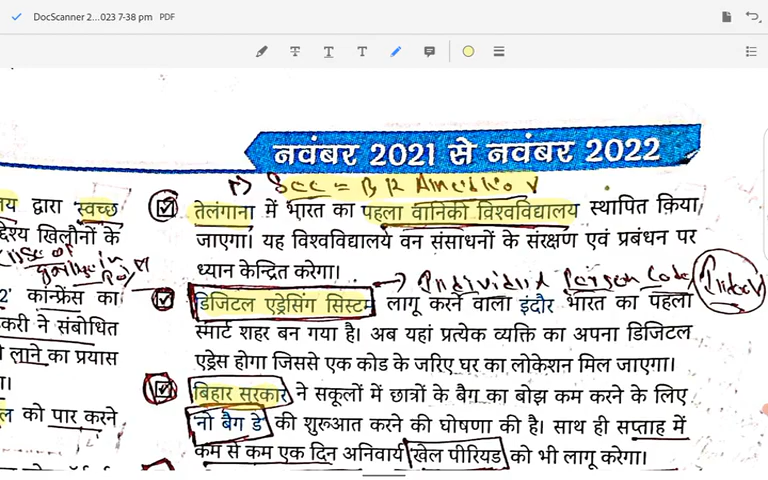 DocScanner 2...023 7-38 pm PDF
नवंबर 2021 से नवंबर 2022
य द्वारा स्वच्छ
देश्य खिलौनों के
2' कॉन्फ्रेंस का
करी ने संबोधित
लाने का प्रयास
ा।
ल को पार करने
तेलंगाना में भारत का पहला वानिकी विश्वविद्यालय स्थापित किया
जाएगा। यह विश्वविद्यालय वन संसाधनों के संरक्षण एवं प्रबंधन पर
ध्यान केन्द्रित करेगा।
Individual Person Code
Indore
डिजिटल एड्रेसिंग सिस्टम लागू करने वाला इंदौर भारत का पहला
स्मार्ट शहर बन गया है। अब यहां प्रत्येक व्यक्ति का अपना डिजिटल
एड्रेस होगा जिससे एक कोड के जरिए घर का लोकेशन मिल जाएगा।
बिहार सरकार ने सकूलों में छात्रों के बैग का बोझ कम करने के लिए
नो बैग डे की शुरूआत करने की घोषणा की है। साथ ही सप्ताह में
कम से कम एक दिन अनिवार्य खेल पीरियड को भी लागू करेगा।